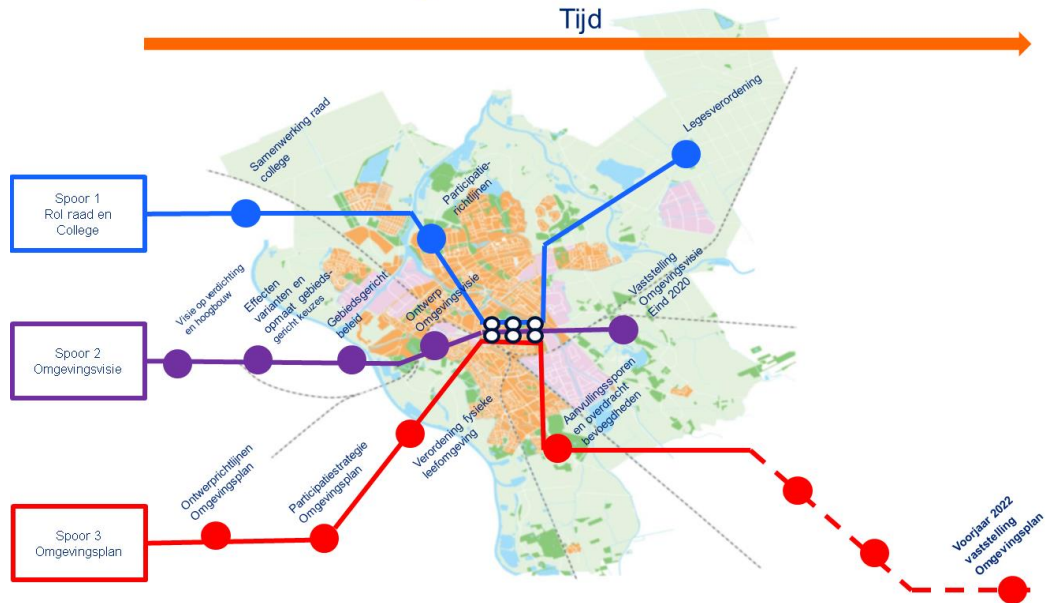 Tijd
Spoor 1
Rol raad en
College
Samenwerking raad
college
Participatie-
richtlijnen
Legesverordening
Spoor 2
Omgevingsvisie
Visie op verdichting
en hoogbouw
Effecten
varianten en
opmaat gebieds-
gericht keuzes
Gebiedsgericht
beleid
Ontwerp
Omgevingsvisie
Vaststelling
Omgevingsvisie
Eind 2020
Spoor 3
Omgevingsplan
Ontwerprichtlijnen
Omgevingsplan
Participatiestrategie
Omgevingsplan
Verordening fysieke
leefomgeving
Aanvullingssporen
en overdracht
bevoegdheden
Voorjaar 2022
vaststelling
Omgevingsplan